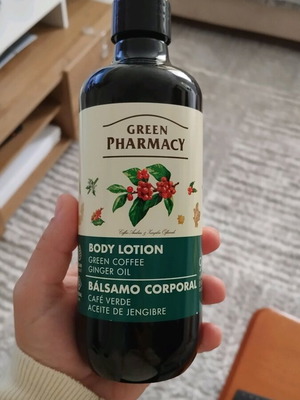 GREEN
PHARMACY
BODY LOTION
GREEN COFFEE
GINGER OIL
BÁLSAMO CORPORAL
CAFÉ VERDE
ACEITE DE JENGIBRE